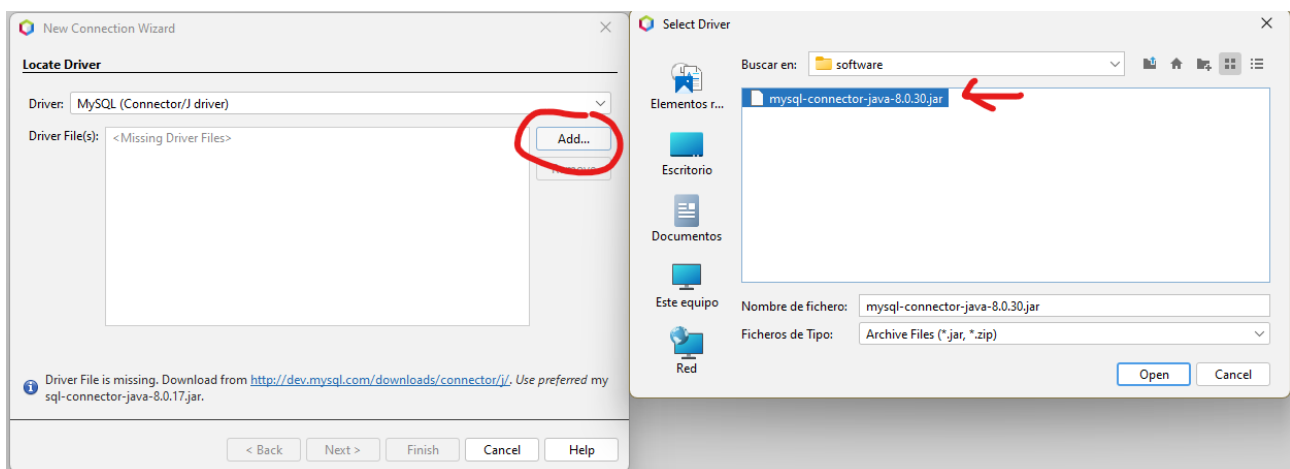 New Connection Wizard
Locate Driver
Driver: MySQL (Connector/J driver)
Driver File(s): <Missing Driver Files>
Add...
Remove
Driver File is missing. Download from http://dev.mysql.com/downloads/connector/j/. Use preferred my
sql-connector-java-8.0.17.jar.
< Back Next > Finish Cancel Help
Select Driver
Buscar en: software
Elementos r...
mysql-connector-java-8.0.30.jar
Escritorio
Documentos
Este equipo
Red
Nombre de fichero: mysql-connector-java-8.0.30.jar
Ficheros de Tipo: Archive Files (*.jar, *.zip)
Open Cancel